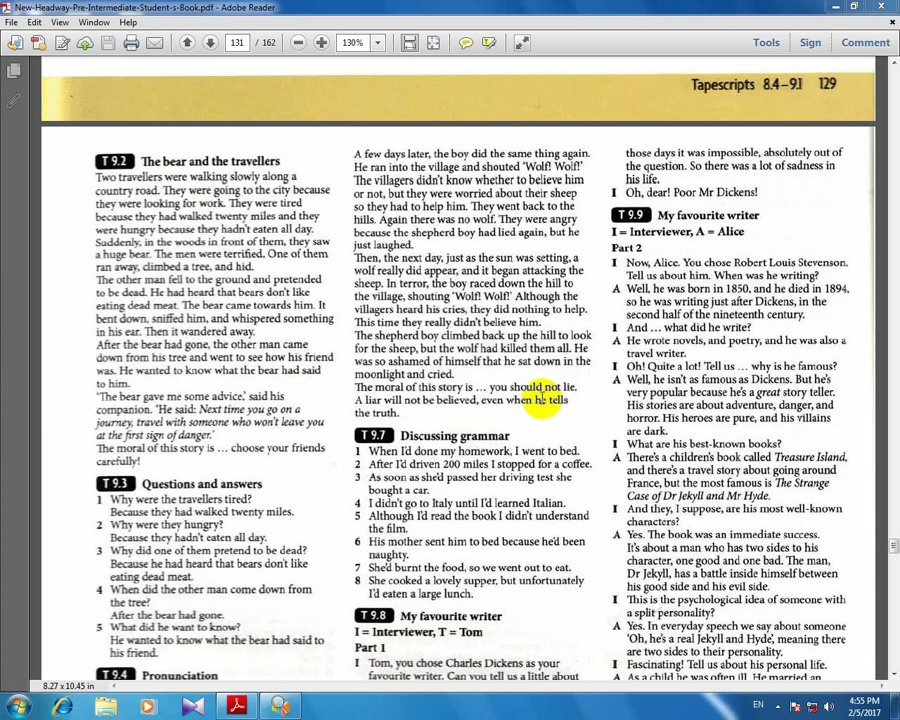 New-Headway-Pre-Intermediate-Student-s-Book.pdf - Adobe Reader
File Edit View Window Help
131 / 162 130% Tools Sign Comment
Tapescripts 8.4–9.1 129
T 9.2 The bear and the travellers
Two travellers were walking slowly along a
country road. They were going to the city because
they were looking for work. They were tired
because they had walked twenty miles and they
were hungry because they hadn't eaten all day.
Suddenly, in the woods in front of them, they saw
a huge bear. The men were terrified. One of them
ran away, climbed a tree, and hid.
The other man fell to the ground and pretended
to be dead. He had heard that bears don't like
eating dead meat. The bear came towards him. It
bent down, sniffed him, and whispered something
in his ear. Then it wandered away.
After the bear had gone, the other man came
down from his tree and went to see how his friend
was. He wanted to know what the bear had said
to him.
'The bear gave me some advice,' said his
companion. 'He said: Next time you go on a
journey, travel with someone who won't leave you
at the first sign of danger.'
The moral of this story is … choose your friends
carefully!
T 9.3 Questions and answers
1 Why were the travellers tired?
Because they had walked twenty miles.
2 Why were they hungry?
Because they hadn't eaten all day.
3 Why did one of them pretend to be dead?
Because he had heard that bears don't like
eating dead meat.
4 When did the other man come down from
the tree?
After the bear had gone.
5 What did he want to know?
He wanted to know what the bear had said to
his friend.
T 9.4 Pronunciation
A few days later, the boy did the same thing again.
He ran into the village and shouted 'Wolf! Wolf!'
The villagers didn't know whether to believe him
or not, but they were worried about their sheep
so they had to help him. They went back to the
hills. Again there was no wolf. They were angry
because the shepherd boy had lied again, but he
just laughed.
Then, the next day, just as the sun was setting, a
wolf really did appear, and it began attacking the
sheep. In terror, the boy raced down the hill to
the village, shouting 'Wolf! Wolf!' Although the
villagers heard his cries, they did nothing to help.
This time they really didn't believe him.
The shepherd boy climbed back up the hill to look
for the sheep, but the wolf had killed them all. He
was so ashamed of himself that he sat down in the
moonlight and cried.
The moral of this story is … you should not lie.
A liar will not be believed, even when he tells
the truth.
T 9.7 Discussing grammar
1 When I'd done my homework, I went to bed.
2 After I'd driven 200 miles I stopped for a coffee.
3 As soon as she'd passed her driving test she
bought a car.
4 I didn't go to Italy until I'd learned Italian.
5 Although I'd read the book I didn't understand
the film.
6 His mother sent him to bed because he'd been
naughty.
7 She'd burnt the food, so we went out to eat.
8 She cooked a lovely supper, but unfortunately
I'd eaten a large lunch.
T 9.8 My favourite writer
I = Interviewer, T = Tom
Part 1
I Tom, you chose Charles Dickens as your
favourite writer. Can you tell us a little about
those days it was impossible, absolutely out of
the question. So there was a lot of sadness in
his life.
I Oh, dear! Poor Mr Dickens!
T 9.9 My favourite writer
I = Interviewer, A = Alice
Part 2
I Now, Alice. You chose Robert Louis Stevenson.
Tell us about him. When was he writing?
A Well, he was born in 1850, and he died in 1894,
so he was writing just after Dickens, in the
second half of the nineteenth century.
I And … what did he write?
A He wrote novels, and poetry, and he was also a
travel writer.
I Oh! Quite a lot! Tell us … why is he famous?
A Well, he isn't as famous as Dickens. But he's
very popular because he's a great story teller.
His stories are about adventure, danger, and
horror. His heroes are pure, and his villains
are dark.
I What are his best-known books?
A There's a children's book called Treasure Island,
and there's a travel story about going around
France, but the most famous is The Strange
Case of Dr Jekyll and Mr Hyde.
I And they, I suppose, are his most well-known
characters?
A Yes. The book was an immediate success.
It's about a man who has two sides to his
character, one good and one bad. The man,
Dr Jekyll, has a battle inside himself between
his good side and his evil side.
I This is the psychological idea of someone with
a split personality?
A Yes. In everyday speech we say about someone
'Oh, he's a real Jekyll and Hyde', meaning there
are two sides to their personality.
I Fascinating! Tell us about his personal life.
A As a child he was often ill. He married an
8.27 x 10.45 in
EN 4:55 PM
2/5/2017